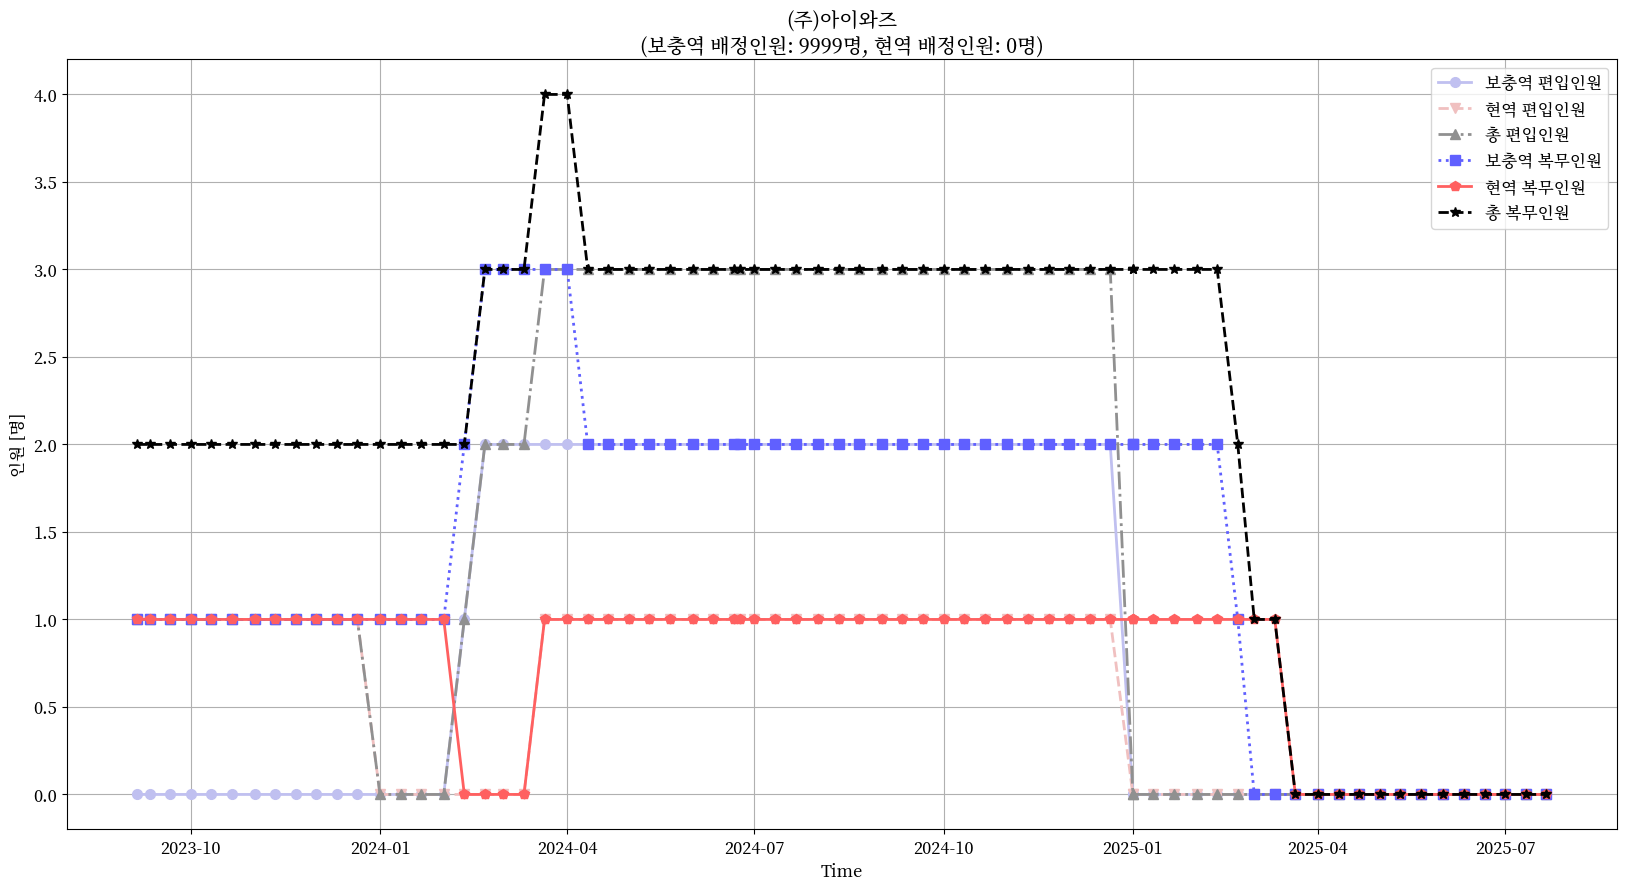 (주)아이와즈
(보충역 배정인원: 9999명, 현역 배정인원: 0명)
보충역 편입인원
현역 편입인원
총 편입인원
보충역 복무인원
현역 복무인원
총 복무인원
인원 [명]
4.0
3.5
3.0
2.5
2.0
1.5
1.0
0.5
0.0
2023-10 2024-01 2024-04 2024-07 2024-10 2025-01 2025-04 2025-07
Time